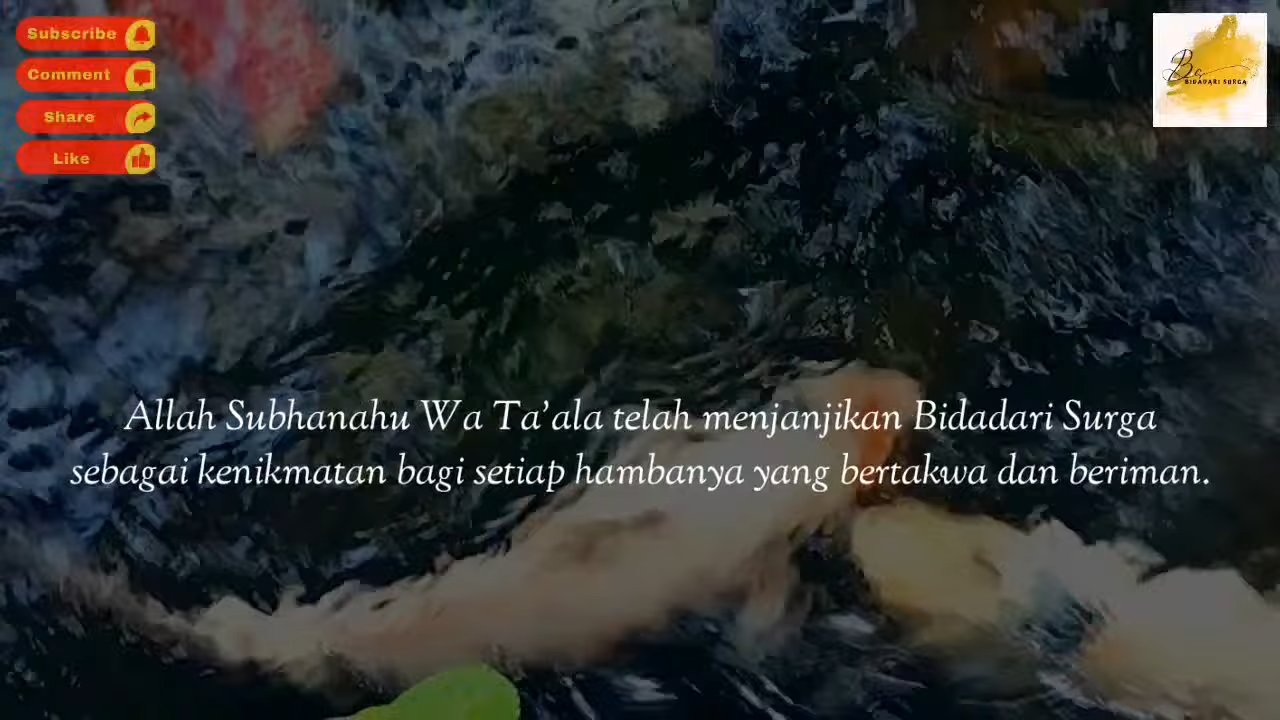 Subscribe
Comment
Share
Like
Bs
BIDADARI SURGA
Allah Subhanahu Wa Ta’ala telah menjanjikan Bidadari Surga
sebagai kenikmatan bagi setiap hambanya yang bertakwa dan beriman.